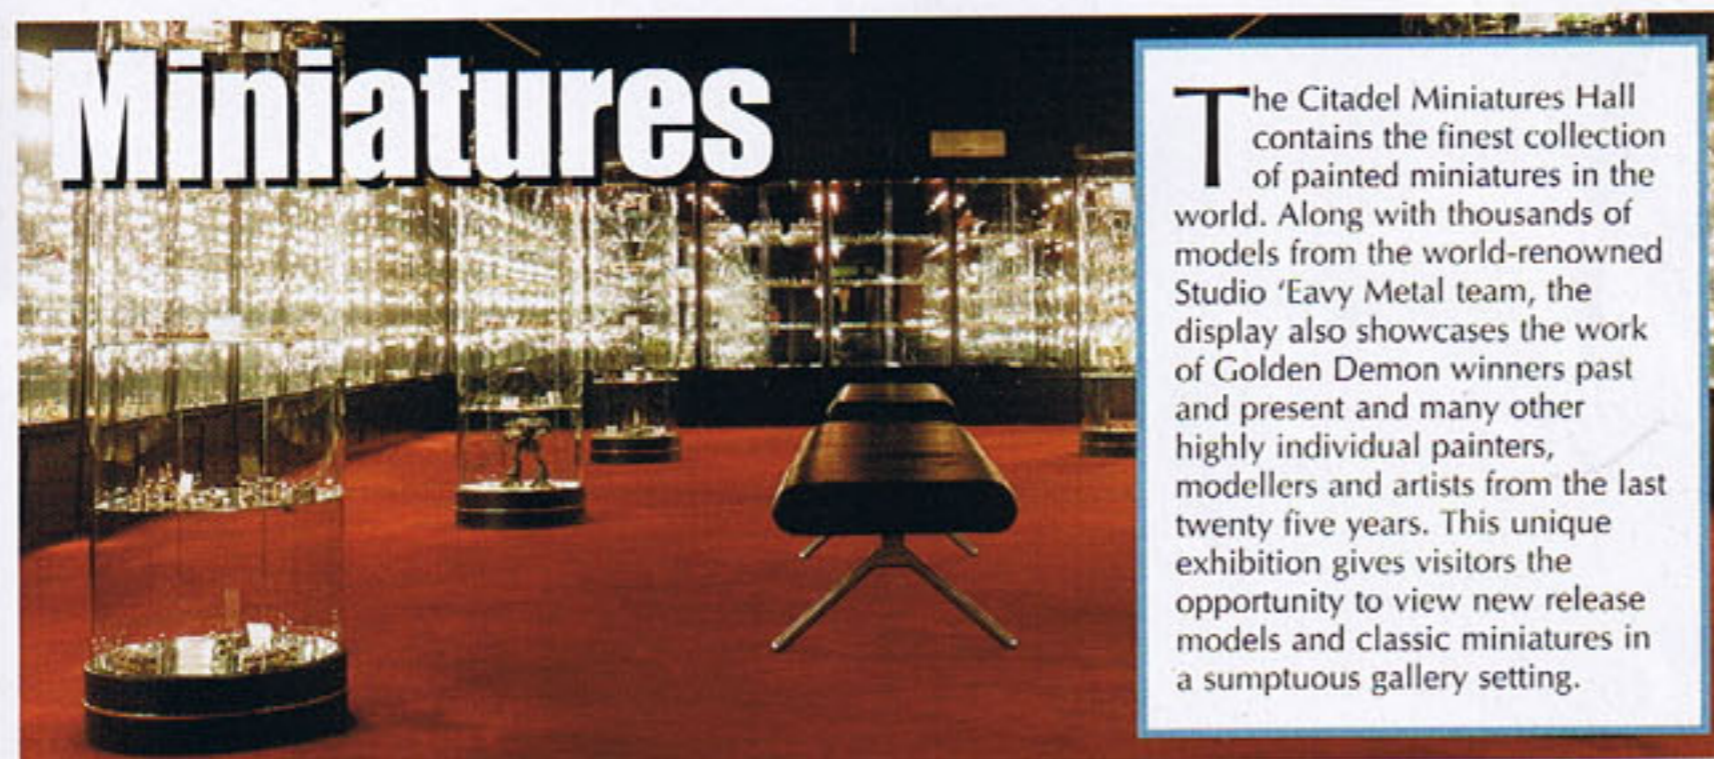 Miniatures
The Citadel Miniatures Hall
contains the finest collection
of painted miniatures in the
world. Along with thousands of
models from the world-renowned
Studio ‘Eavy Metal team, the
display also showcases the work
of Golden Demon winners past
and present and many other
highly individual painters,
modellers and artists from the last
twenty five years. This unique
exhibition gives visitors the
opportunity to view new release
models and classic miniatures in
a sumptuous gallery setting.